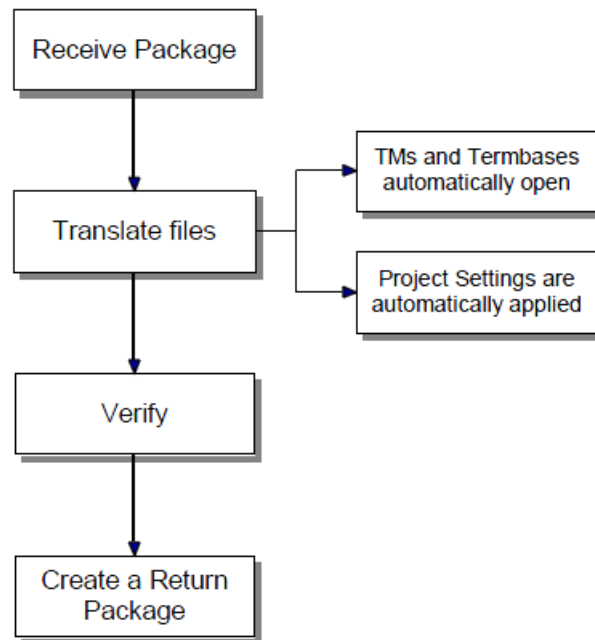 Receive Package
Translate files
TMs and Termbases
automatically open
Project Settings are
automatically applied
Verify
Create a Return
Package